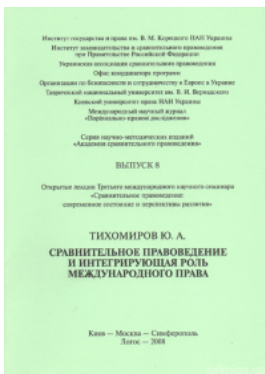 Институт государства и права им. В. М. Корецкого НАН Украины
Институт законодательства и сравнительного правоведения
при Правительстве Российской Федерации
Украинская ассоциация сравнительного правоведения
Офис координатора программ
Организации по безопасности и сотрудничеству в Европе в Украине
Таврический национальный университет им. В. И. Вернадского
Киевский университет права НАН Украины
Международный научный журнал
«Порівняльно-правові дослідження»
Серия научно-методических изданий
«Академия сравнительного правоведения»
ВЫПУСК 8
Открытые лекции Третьего международного научного семинара
«Сравнительное правоведение:
современное состояние и перспективы развития»
ТИХОМИРОВ Ю. А.
СРАВНИТЕЛЬНОЕ ПРАВОВЕДЕНИЕ
И ИНТЕГРИРУЮЩАЯ РОЛЬ
МЕЖДУНАРОДНОГО ПРАВА
Киев — Москва — Симферополь
Логос — 2008